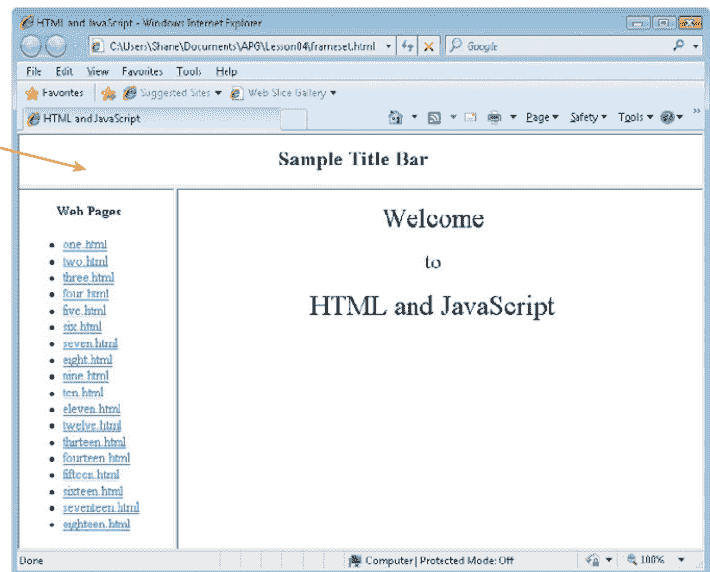 HTML and JavaScript - Windows Internet Explorer
C:\Users\Shane\Documents\APG\Lesson04\frameset.html
Google
File Edit View Favorites Tools Help
Favorites Suggested Sites Web Slice Gallery
HTML and JavaScript
Page Safety Tools »
Sample Title Bar
Web Pages
one.html
two.html
three.html
four.html
five.html
six.html
seven.html
eight.html
nine.html
ten.html
eleven.html
twelve.html
thirteen.html
fourteen.html
fifteen.html
sixteen.html
seventeen.html
eighteen.html
Welcome
to
HTML and JavaScript
Done Computer | Protected Mode: Off 100%